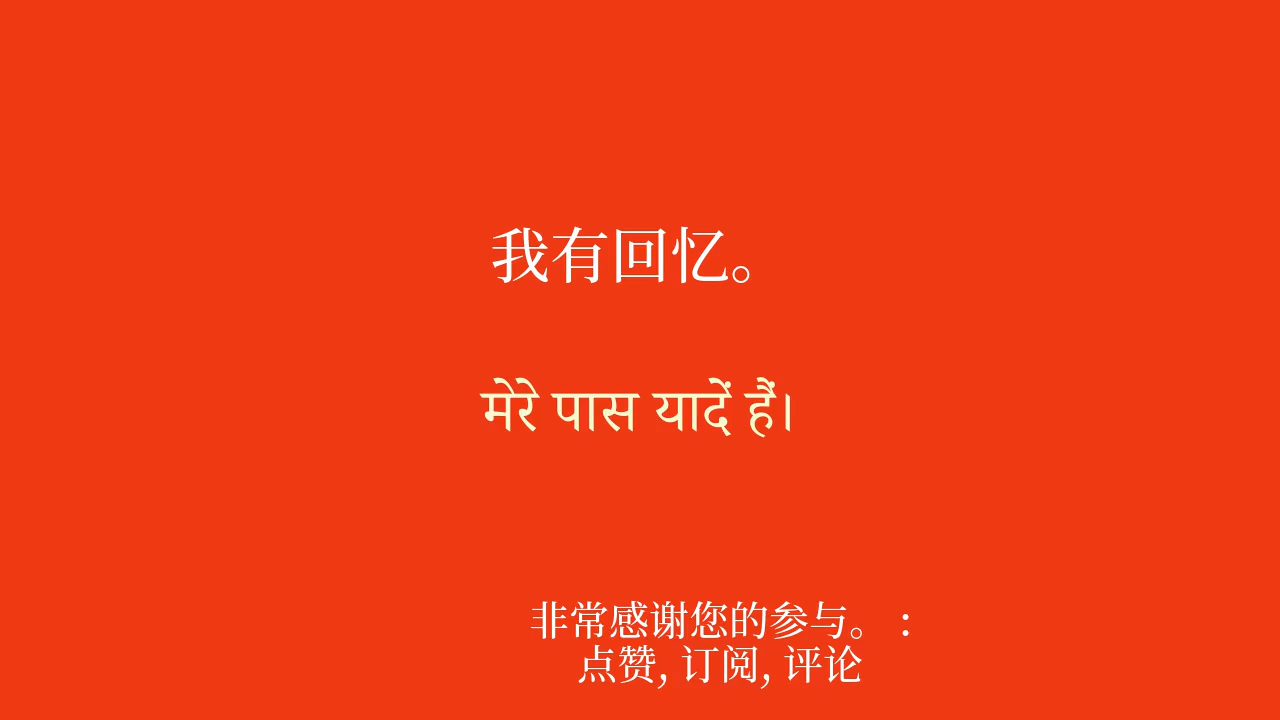 我有回忆。
मेरे पास यादें हैं।
非常感谢您的参与。 :
点赞, 订阅, 评论